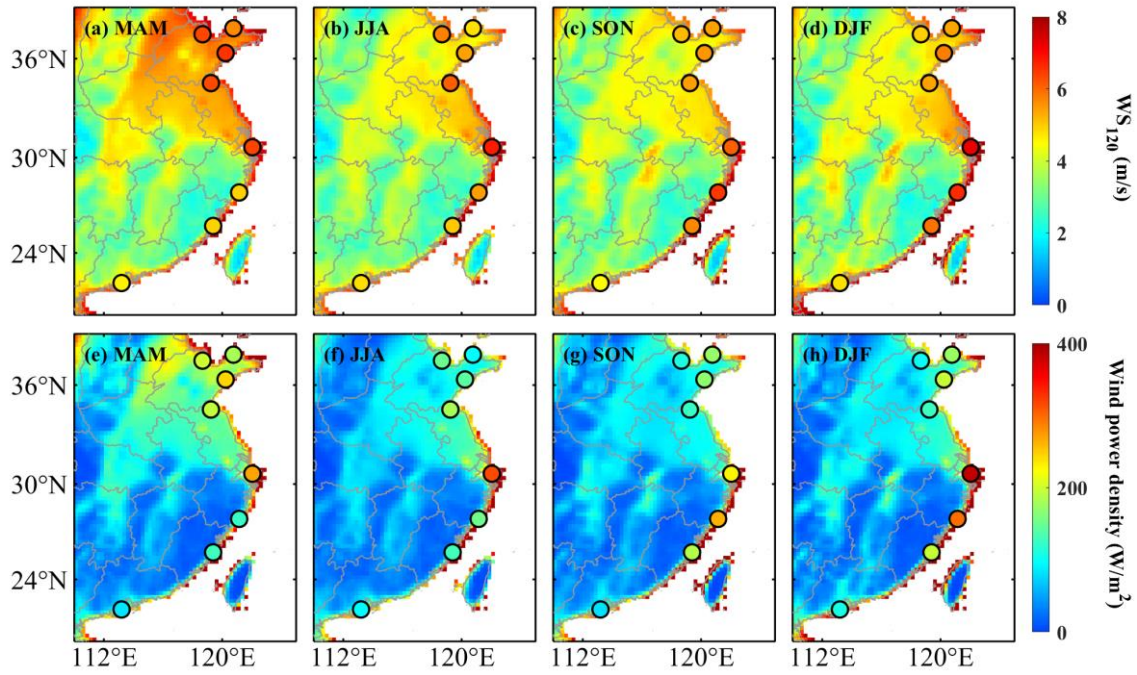 (a) MAM (b) JJA (c) SON (d) DJF
8
36°N
6
30°N
4
24°N
2
0
WS₁₂₀ (m/s)
(e) MAM (f) JJA (g) SON (h) DJF
400
36°N
30°N
200
24°N
0
Wind power density (W/m²)
112°E 120°E 112°E 120°E 112°E 120°E 112°E 120°E